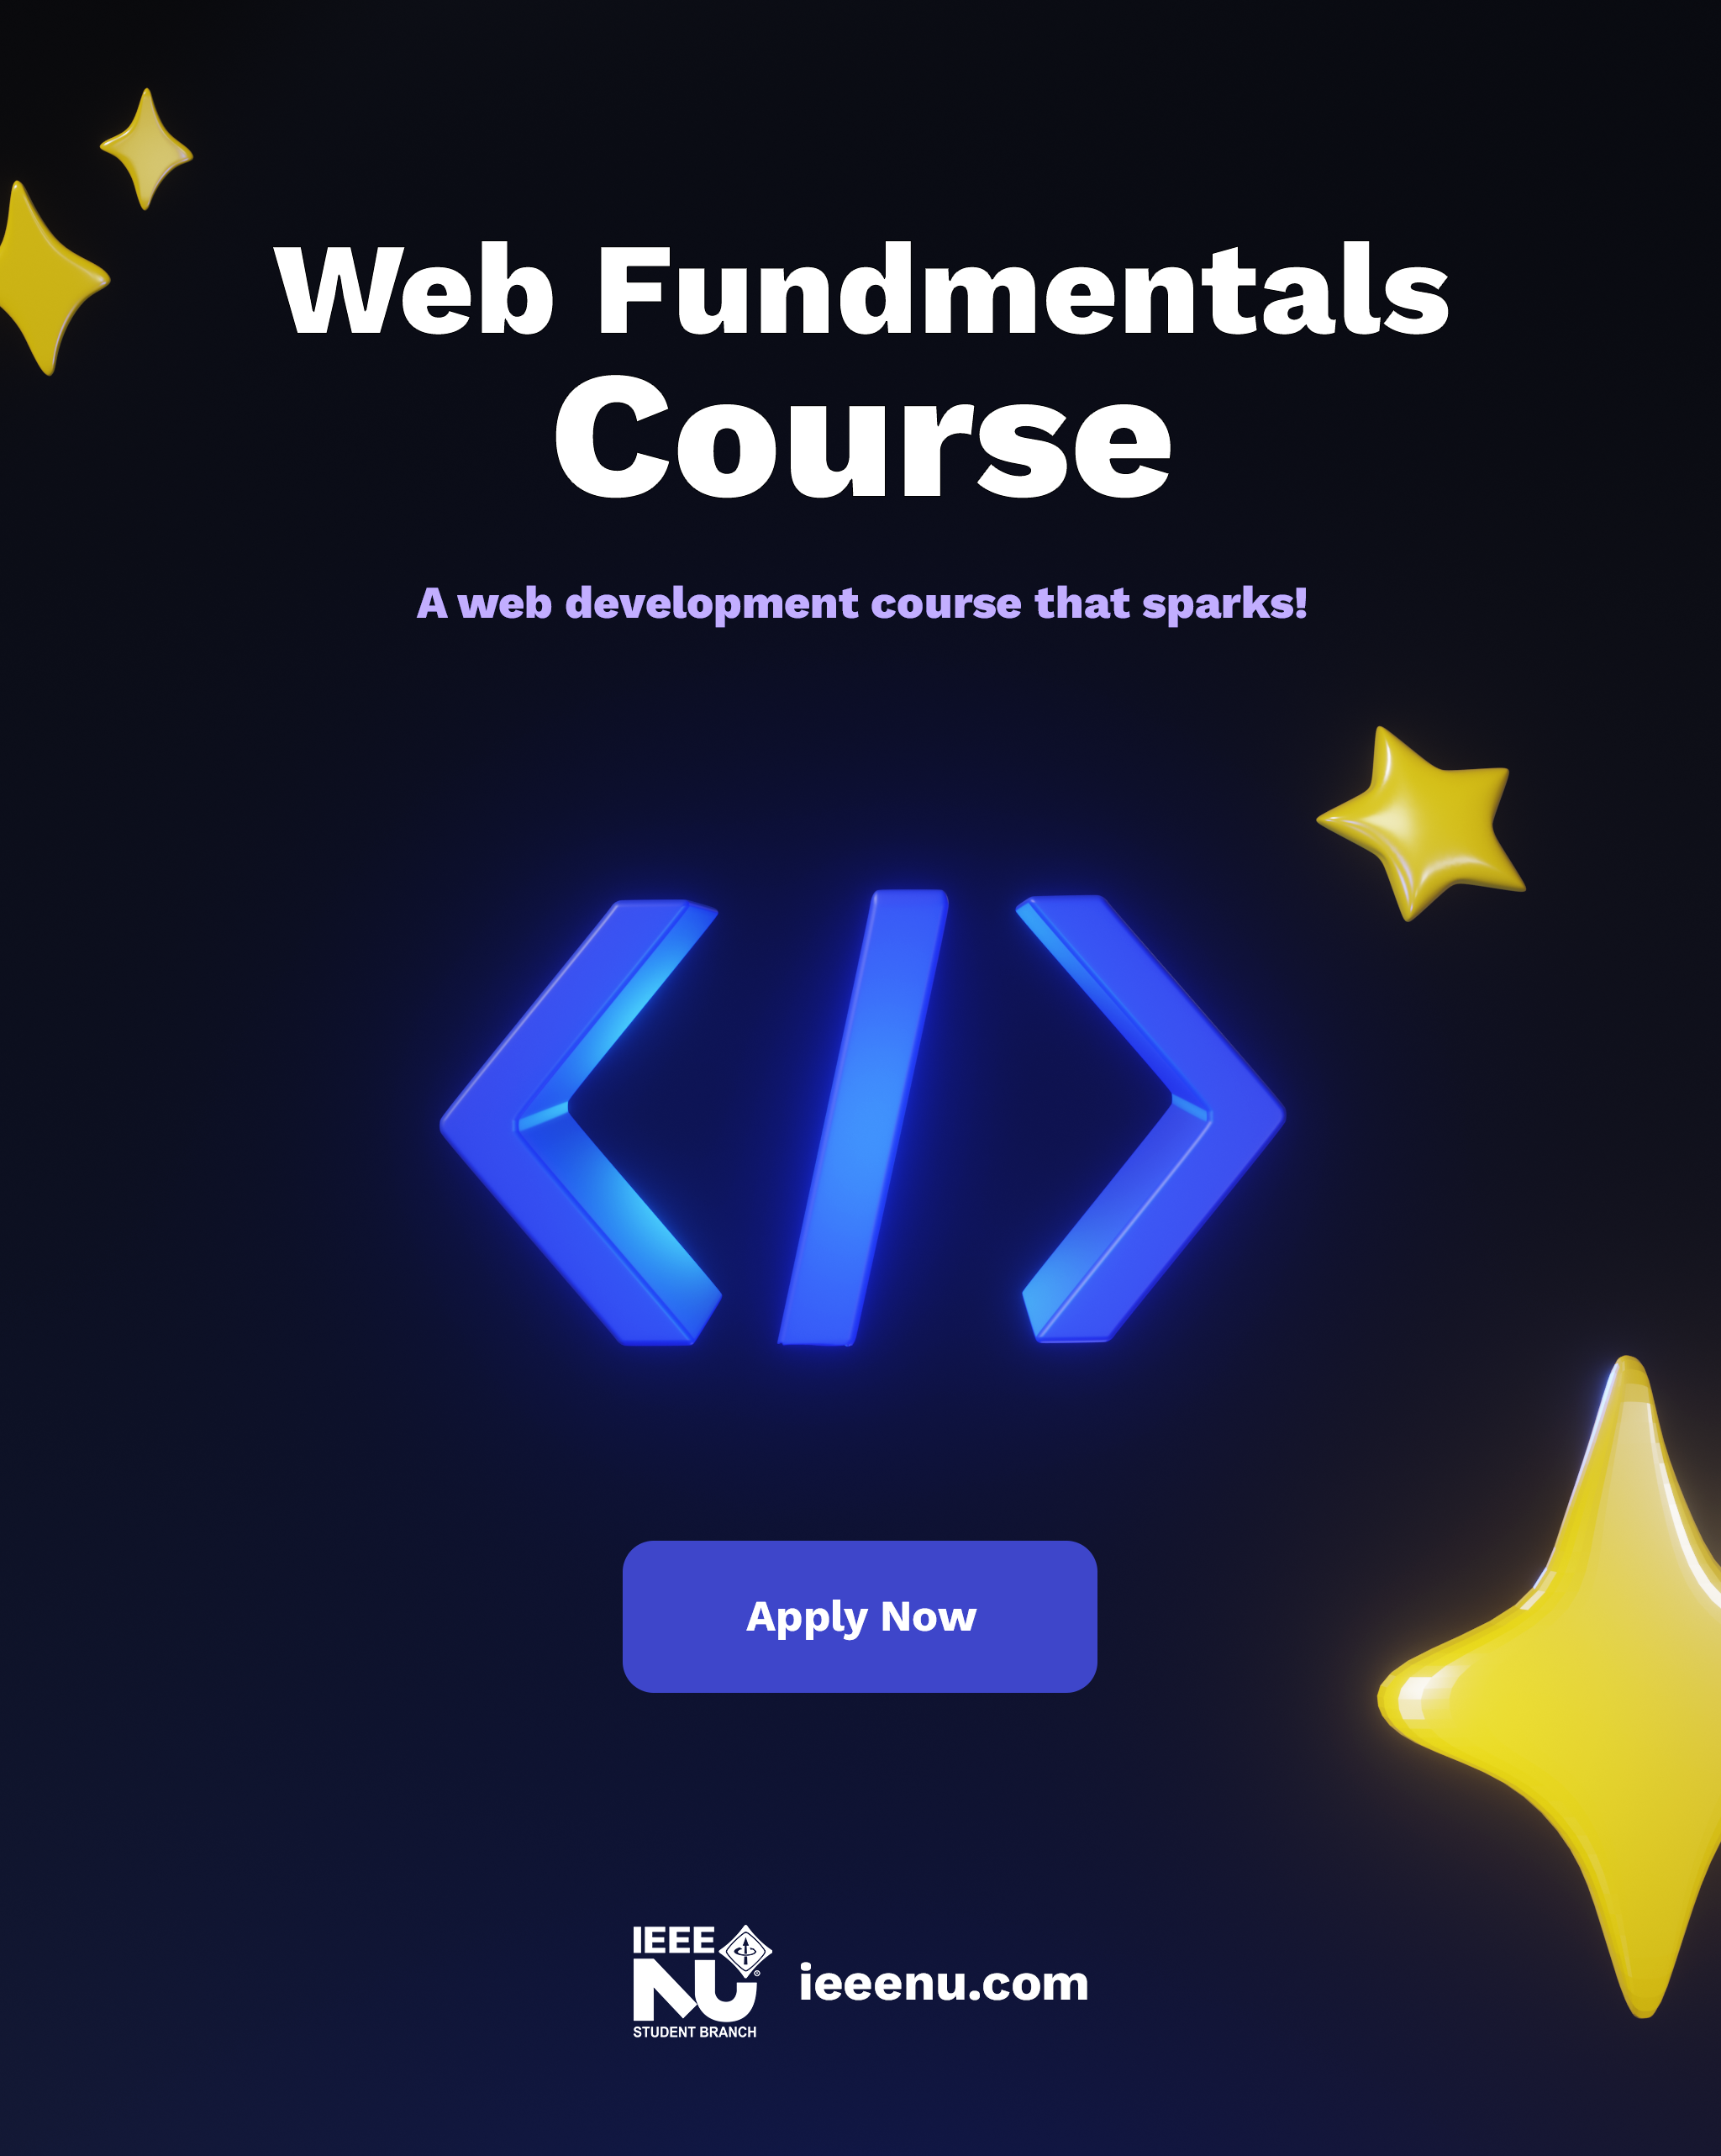 Web Fundmentals
Course
A web development course that sparks!
Apply Now
IEEE
NU
STUDENT BRANCH
ieeenu.com